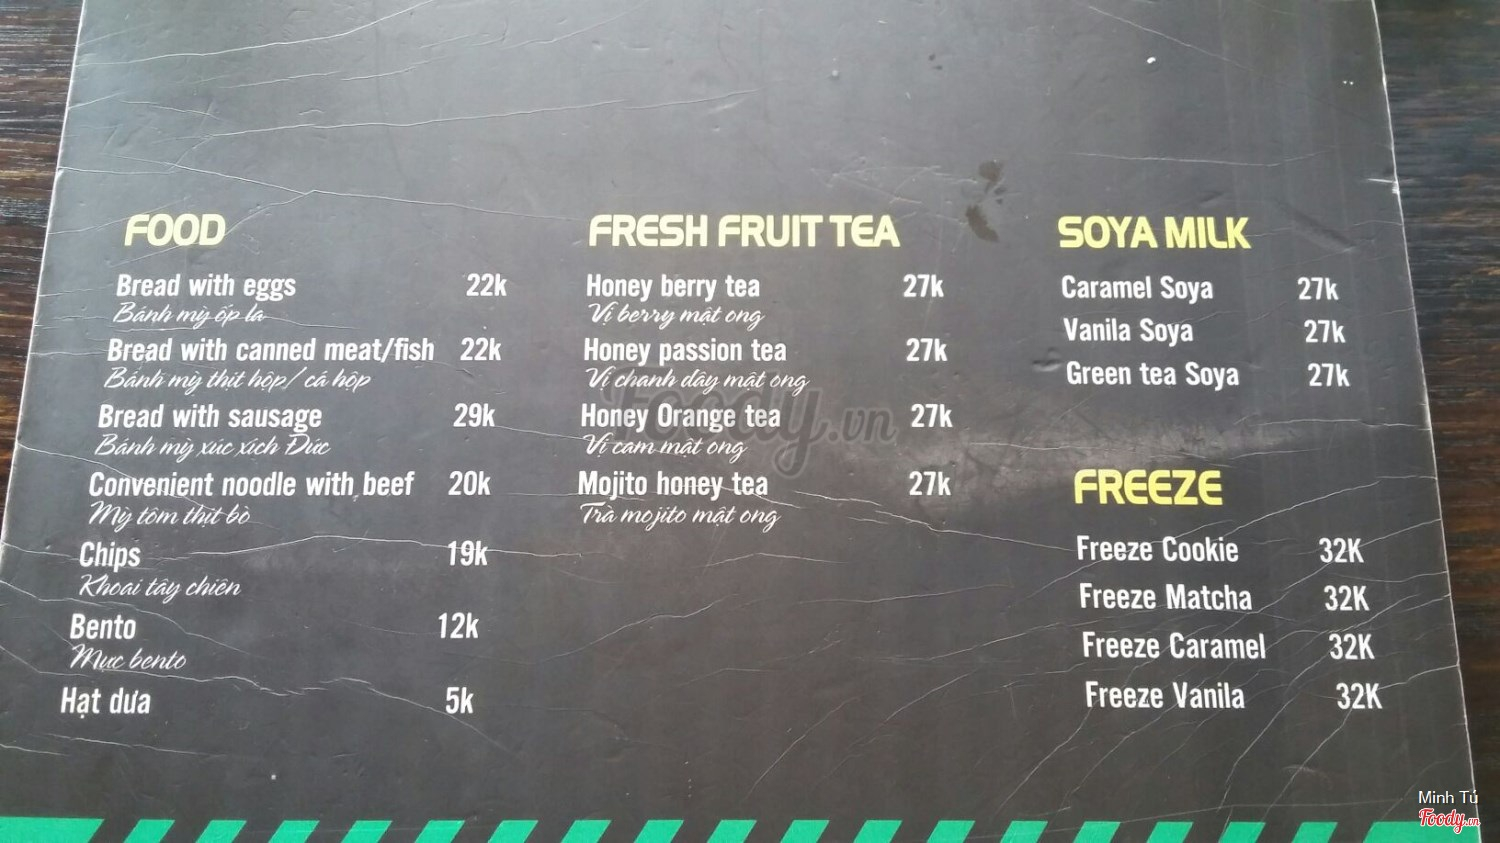 FOOD
Bread with eggs 22k
Bánh mỳ ốp la
Bread with canned meat/fish 22k
Bánh mỳ thịt hộp/ cá hộp
Bread with sausage 29k
Bánh mỳ xúc xích Đức
Convenient noodle with beef 20k
Mỳ tôm thịt bò
Chips 19k
Khoai tây chiên
Bento 12k
Mực bento
Hạt dưa 5k
FRESH FRUIT TEA
Honey berry tea 27k
Vị berry mật ong
Honey passion tea 27k
Vị chanh dây mật ong
Honey Orange tea 27k
Vị cam mật ong
Mojito honey tea 27k
Trà mojito mật ong
SOYA MILK
Caramel Soya 27k
Vanila Soya 27k
Green tea Soya 27k
FREEZE
Freeze Cookie 32K
Freeze Matcha 32K
Freeze Caramel 32K
Freeze Vanila 32K
Foody.vn
Minh Tú
Foody.vn